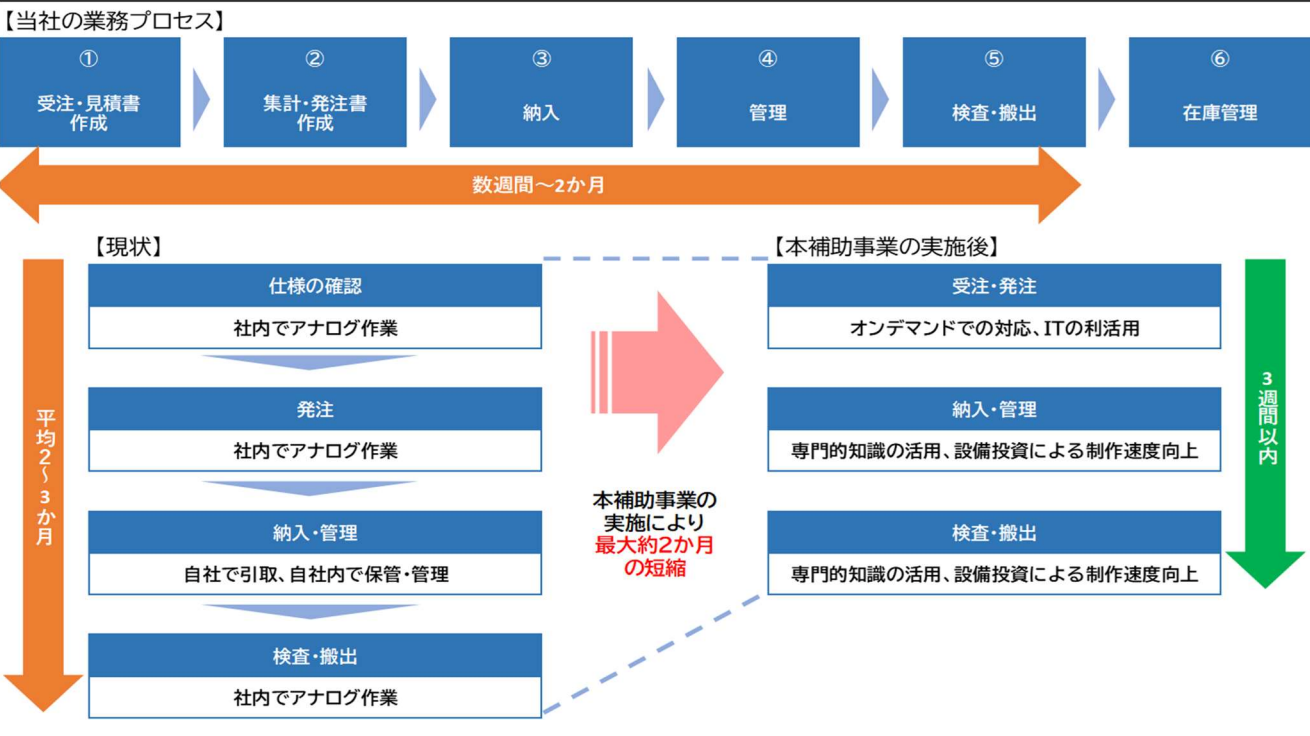 【当社の業務プロセス】
①
受注・見積書
作成
②
集計・発注書
作成
③
納入
④
管理
⑤
検査・搬出
⑥
在庫管理
数週間～2か月
【現状】
仕様の確認
社内でアナログ作業
発注
社内でアナログ作業
納入・管理
自社で引取、自社内で保管・管理
検査・搬出
社内でアナログ作業
平均2～3か月
本補助事業の
実施により
最大約2か月
の短縮
【本補助事業の実施後】
受注・発注
オンデマンドでの対応、ITの利活用
納入・管理
専門的知識の活用、設備投資による制作速度向上
検査・搬出
専門的知識の活用、設備投資による制作速度向上
3週間以内